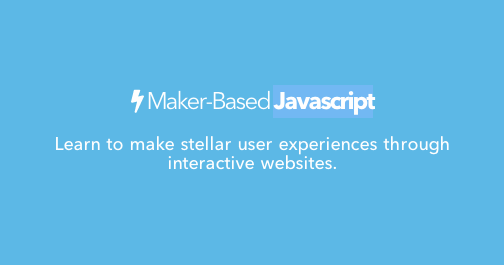 Maker-Based Javascript
Learn to make stellar user experiences through
interactive websites.